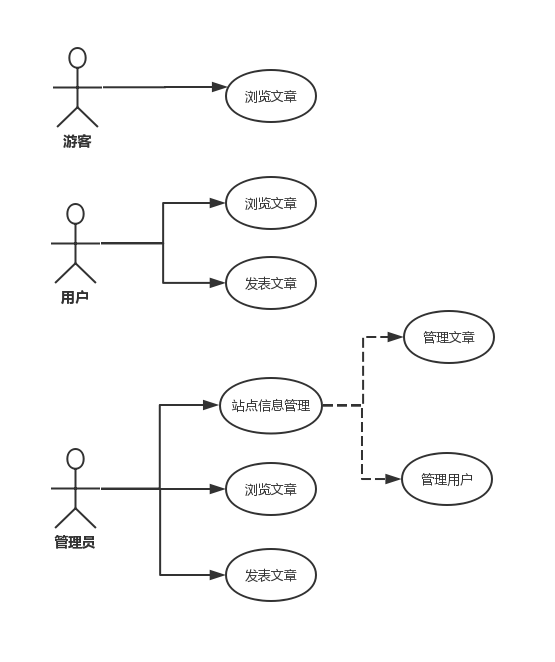 浏览文章
游客
浏览文章
发表文章
用户
管理文章
站点信息管理
管理用户
浏览文章
管理员
发表文章